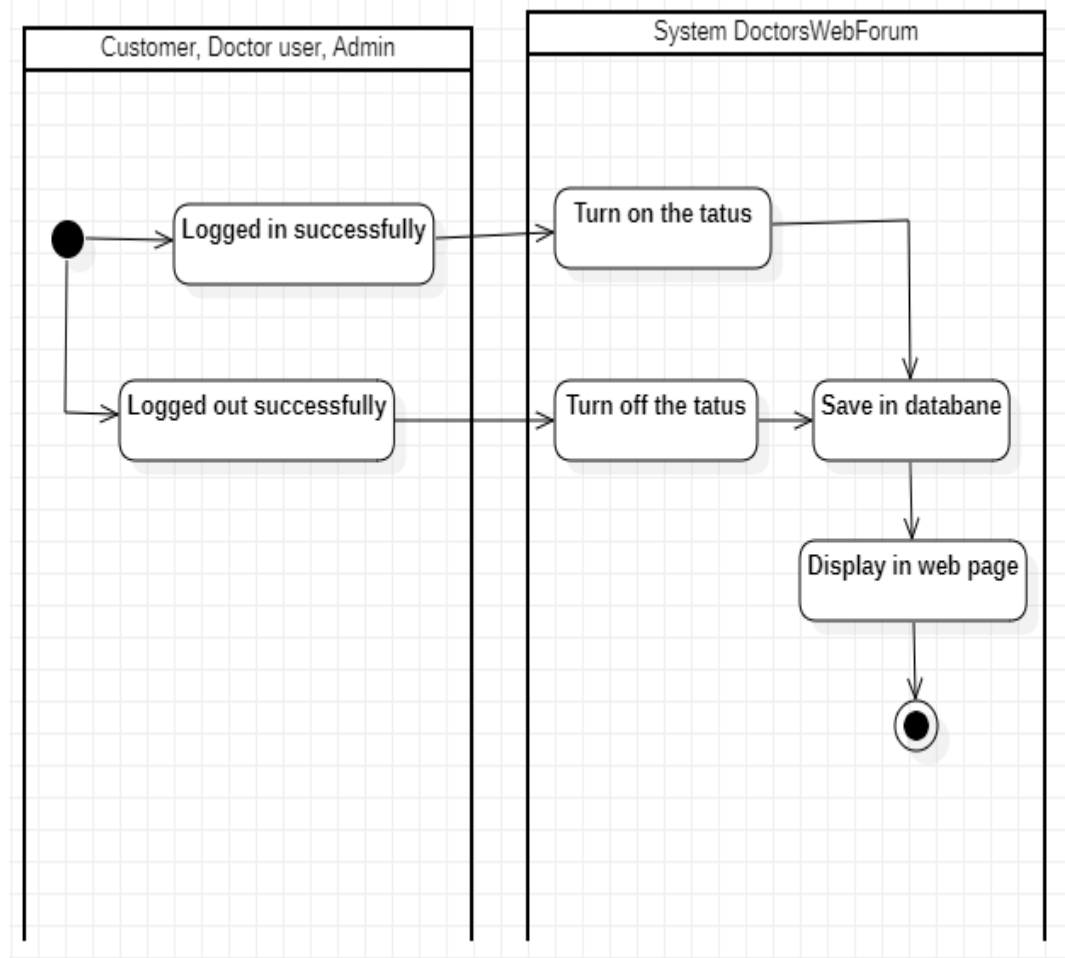 Customer, Doctor user, Admin
System DoctorsWebForum
Logged in successfully
Turn on the tatus
Logged out successfully
Turn off the tatus
Save in databane
Display in web page